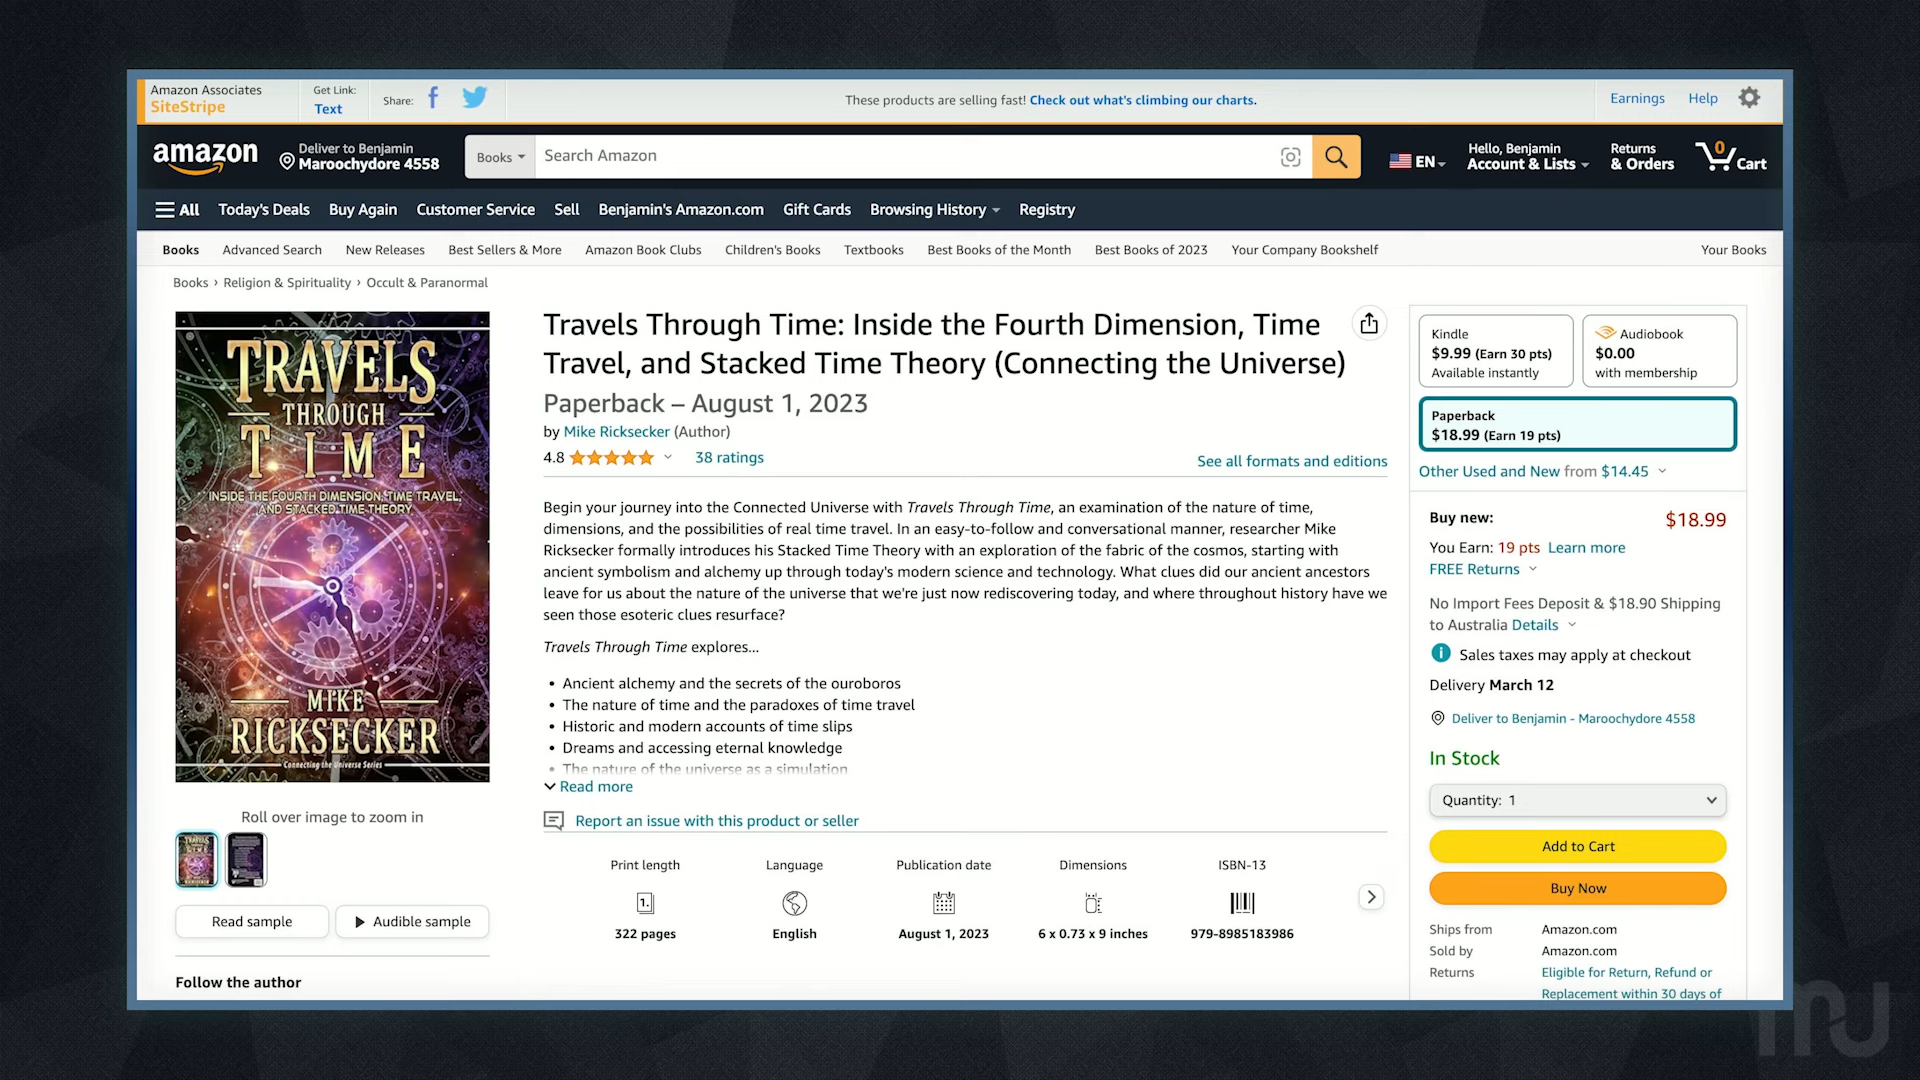 Amazon Associates
SiteStripe
Get Link:
Text
Share:
These products are selling fast! Check out what's climbing our charts.
Earnings
Help
amazon
Deliver to Benjamin
Maroochydore 4558
Books
Search Amazon
EN
Hello, Benjamin
Account & Lists
Returns
& Orders
0
Cart
All
Today's Deals
Buy Again
Customer Service
Sell
Benjamin's Amazon.com
Gift Cards
Browsing History
Registry
Books
Advanced Search
New Releases
Best Sellers & More
Amazon Book Clubs
Children's Books
Textbooks
Best Books of the Month
Best Books of 2023
Your Company Bookshelf
Your Books
Books › Religion & Spirituality › Occult & Paranormal
TRAVELS
THROUGH
TIME
INSIDE THE FOURTH DIMENSION, TIME TRAVEL,
AND STACKED TIME THEORY
MIKE
RICKSECKER
Connecting the Universe Series
Roll over image to zoom in
Read sample
Audible sample
Follow the author
Travels Through Time: Inside the Fourth Dimension, Time
Travel, and Stacked Time Theory (Connecting the Universe)
Paperback – August 1, 2023
by Mike Ricksecker (Author)
4.8
38 ratings
See all formats and editions
Begin your journey into the Connected Universe with Travels Through Time, an examination of the nature of time,
dimensions, and the possibilities of real time travel. In an easy-to-follow and conversational manner, researcher Mike
Ricksecker formally introduces his Stacked Time Theory with an exploration of the fabric of the cosmos, starting with
ancient symbolism and alchemy up through today's modern science and technology. What clues did our ancient ancestors
leave for us about the nature of the universe that we're just now rediscovering today, and where throughout history have we
seen those esoteric clues resurface?
Travels Through Time explores...
• Ancient alchemy and the secrets of the ouroboros
• The nature of time and the paradoxes of time travel
• Historic and modern accounts of time slips
• Dreams and accessing eternal knowledge
• The nature of the universe as a simulation
Read more
Report an issue with this product or seller
Print length
1.
322 pages
Language
English
Publication date
August 1, 2023
Dimensions
6 x 0.73 x 9 inches
ISBN-13
979-8985183986
Kindle
$9.99 (Earn 30 pts)
Available instantly
Audiobook
$0.00
with membership
Paperback
$18.99 (Earn 19 pts)
Other Used and New from $14.45
Buy new:
$18.99
You Earn: 19 pts Learn more
FREE Returns
No Import Fees Deposit & $18.90 Shipping
to Australia Details
Sales taxes may apply at checkout
Delivery March 12
Deliver to Benjamin - Maroochydore 4558
In Stock
Quantity: 1
Add to Cart
Buy Now
Ships from
Amazon.com
Sold by
Amazon.com
Returns
Eligible for Return, Refund or
Replacement within 30 days of